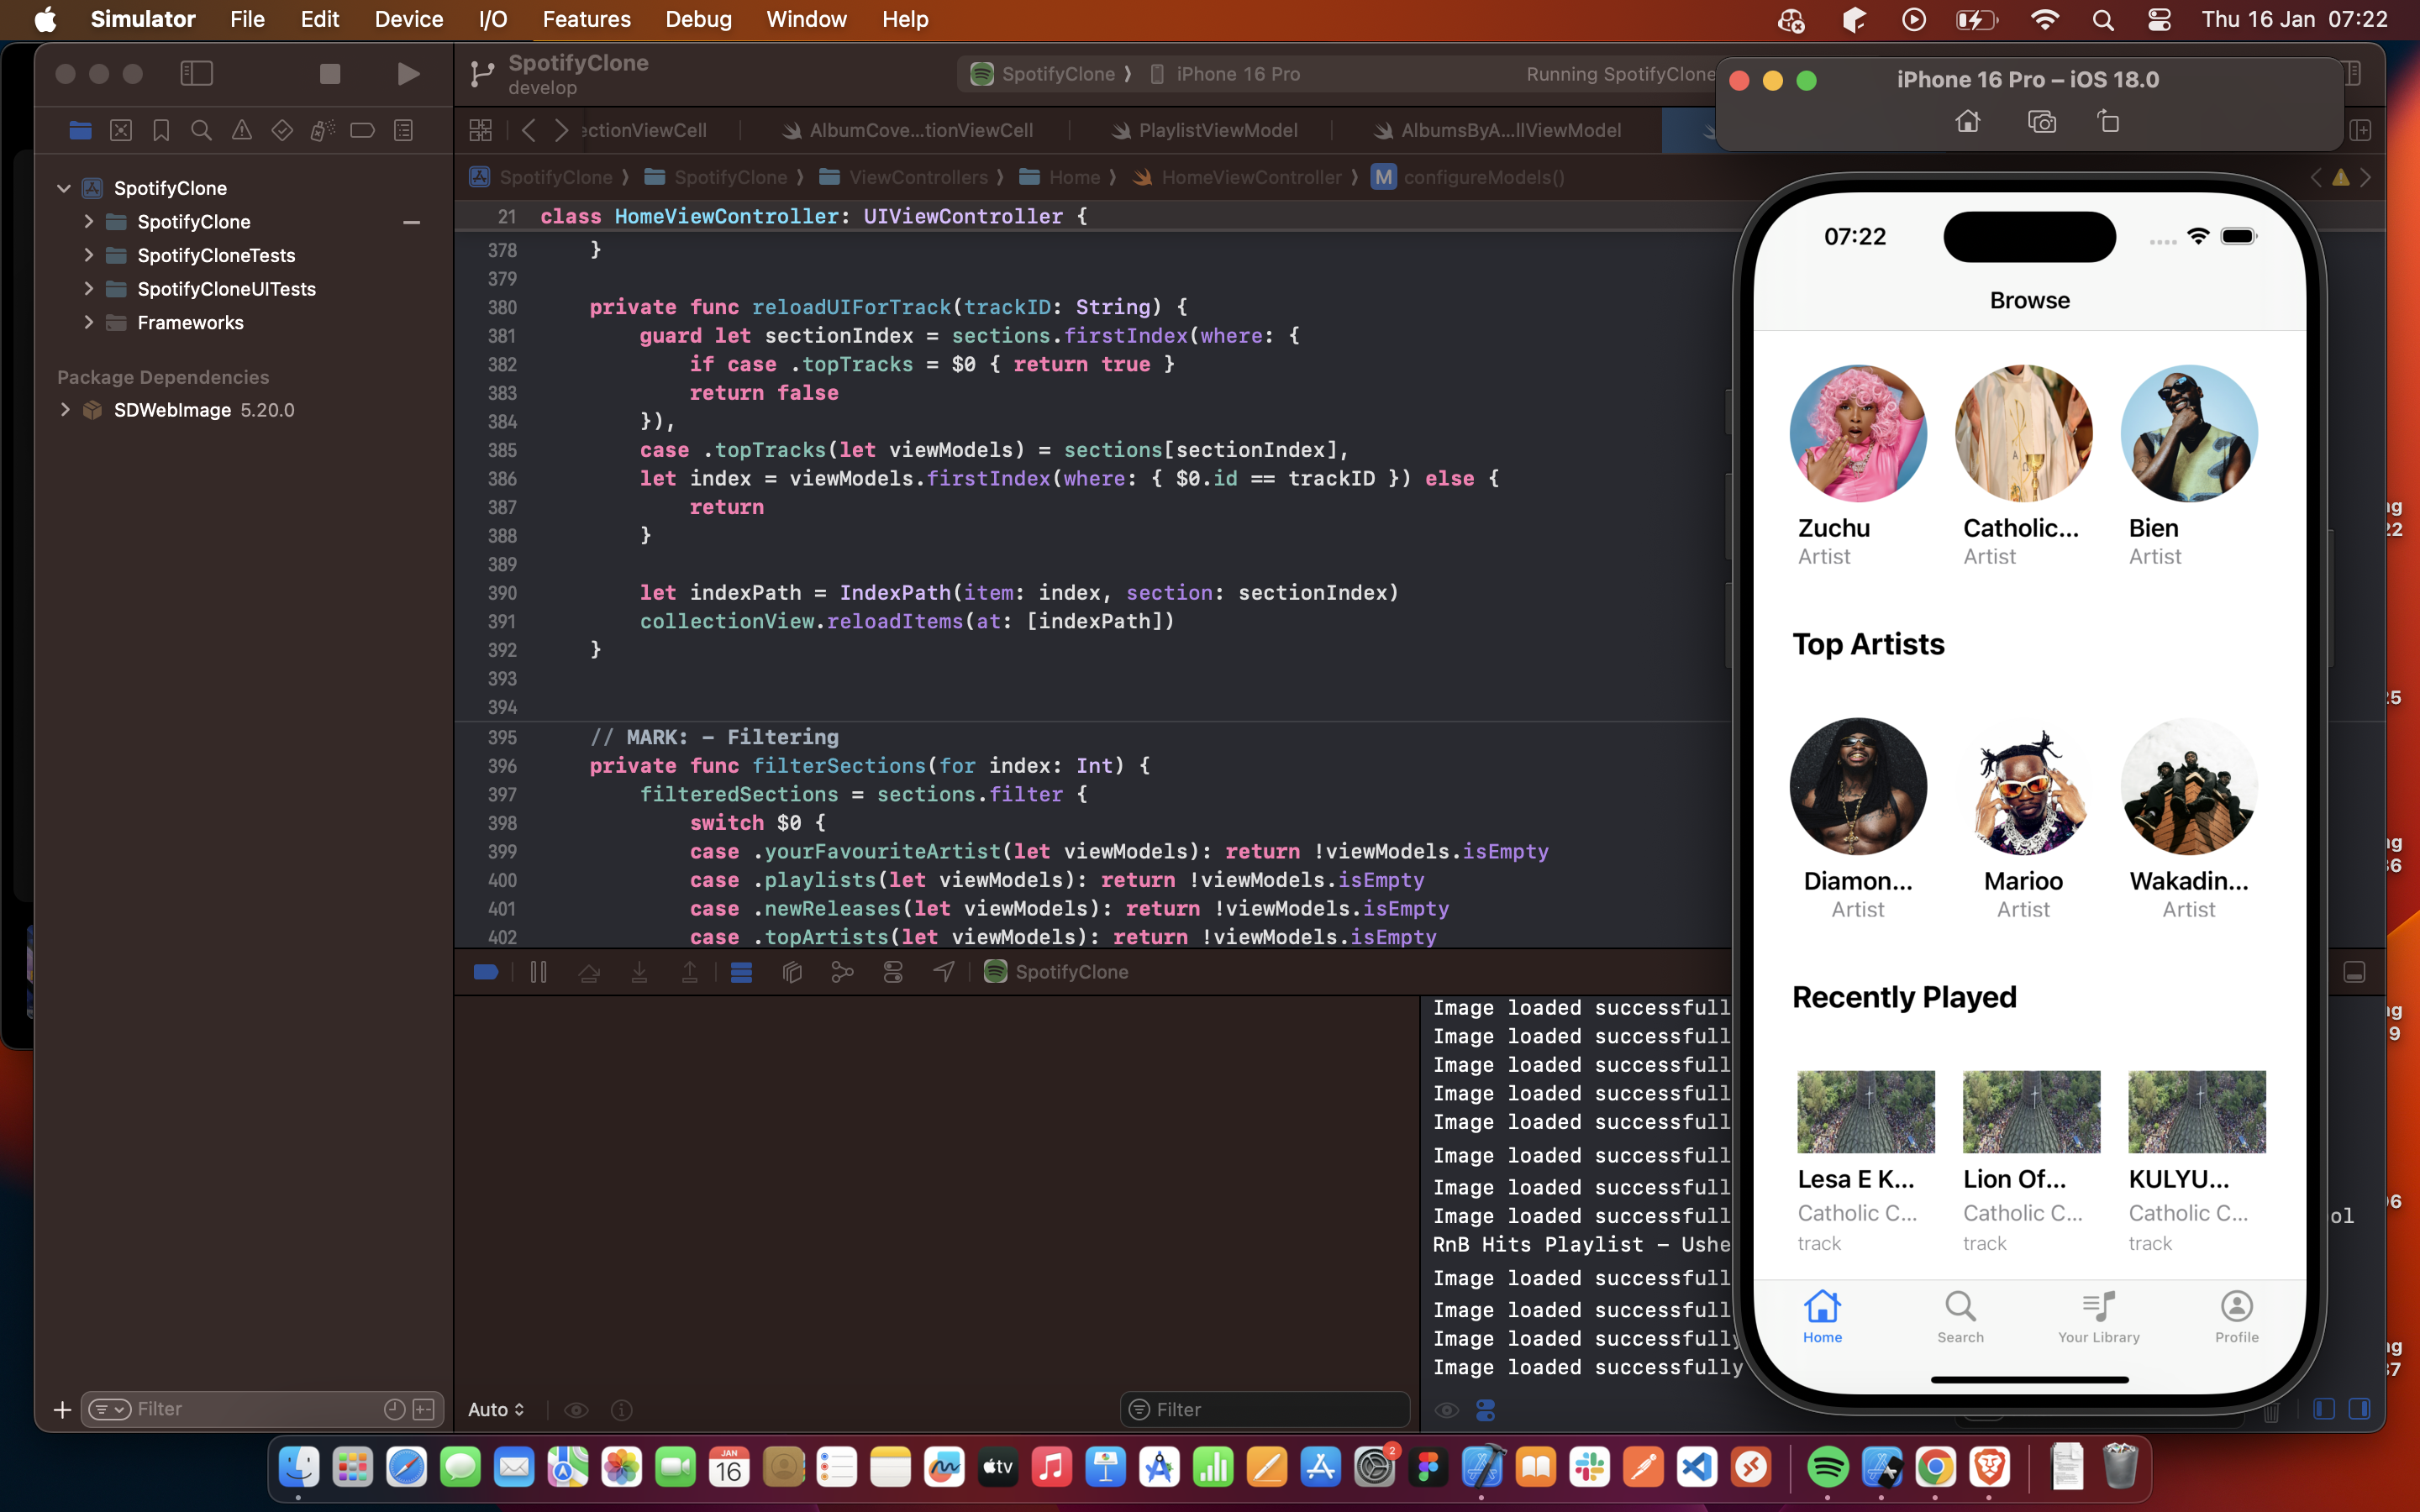 Simulator File Edit Device I/O Features Debug Window Help
Thu 16 Jan 07:22
SpotifyClone
develop
SpotifyClone
iPhone 16 Pro
Running SpotifyClone
iPhone 16 Pro – iOS 18.0
ectionViewCell
AlbumCove...tionViewCell
PlaylistViewModel
AlbumsByA...llViewModel
SpotifyClone
SpotifyClone
ViewControllers
Home
HomeViewController
M configureModels()
SpotifyClone
SpotifyClone
SpotifyCloneTests
SpotifyCloneUITests
Frameworks
Package Dependencies
SDWebImage 5.20.0
21 class HomeViewController: UIViewController {
378 }
379
380 private func reloadUIForTrack(trackID: String) {
381 guard let sectionIndex = sections.firstIndex(where: {
382 if case .topTracks = $0 { return true }
383 return false
384 }),
385 case .topTracks(let viewModels) = sections[sectionIndex],
386 let index = viewModels.firstIndex(where: { $0.id == trackID }) else {
387 return
388 }
389
390 let indexPath = IndexPath(item: index, section: sectionIndex)
391 collectionView.reloadItems(at: [indexPath])
392 }
393
394
395 // MARK: - Filtering
396 private func filterSections(for index: Int) {
397 filteredSections = sections.filter {
398 switch $0 {
399 case .yourFavouriteArtist(let viewModels): return !viewModels.isEmpty
400 case .playlists(let viewModels): return !viewModels.isEmpty
401 case .newReleases(let viewModels): return !viewModels.isEmpty
402 case .topArtists(let viewModels): return !viewModels.isEmpty
SpotifyClone
Image loaded successfull
Image loaded successfull
Image loaded successfull
Image loaded successfull
Image loaded successfull
Image loaded successfull
Image loaded successfull
Image loaded successfull
RnB Hits Playlist – Ushe
Image loaded successfull
Image loaded successfull
Image loaded successfully
Image loaded successfully
ol
Filter
Auto
Filter
07:22
Browse
Zuchu
Artist
Catholic...
Artist
Bien
Artist
Top Artists
Diamon...
Artist
Marioo
Artist
Wakadin...
Artist
Recently Played
Lesa E K...
Catholic C...
track
Lion Of...
Catholic C...
track
KULYU...
Catholic C...
track
Home
Search
Your Library
Profile
JAN
16
tv
2